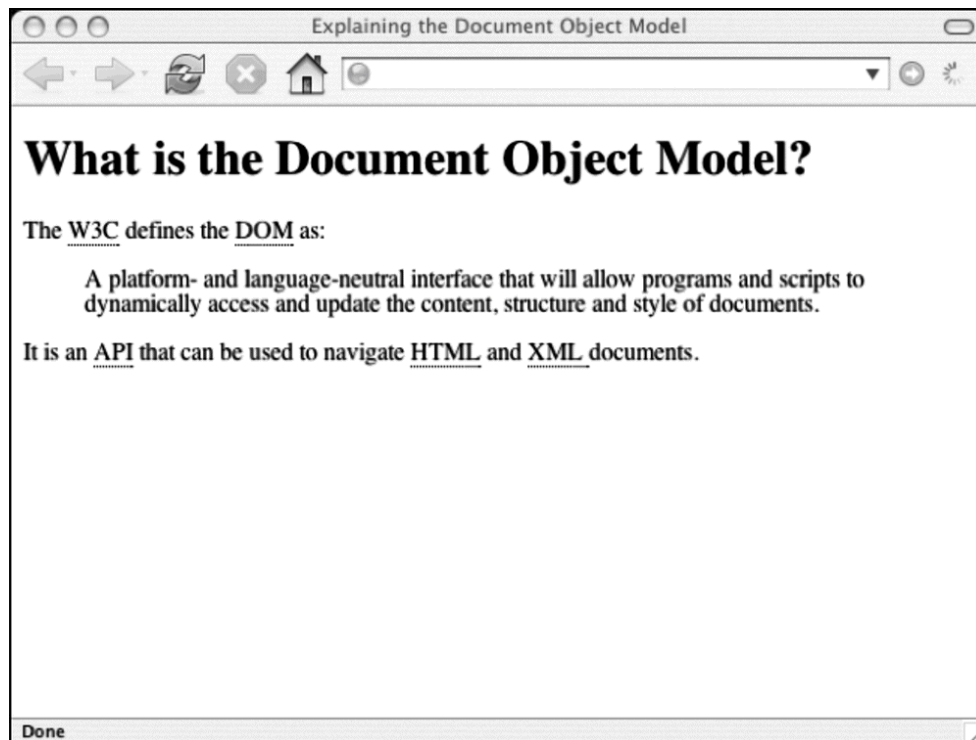 Explaining the Document Object Model
What is the Document Object Model?
The W3C defines the DOM as:
A platform- and language-neutral interface that will allow programs and scripts to
dynamically access and update the content, structure and style of documents.
It is an API that can be used to navigate HTML and XML documents.
Done